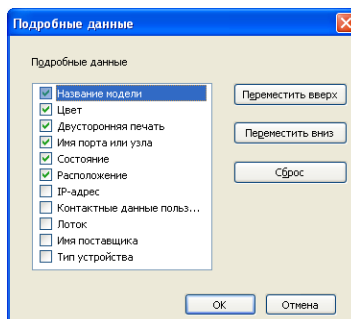 Подробные данные
Подробные данные
Название модели
Цвет
Двусторонняя печать
Имя порта или узла
Состояние
Расположение
IP-адрес
Контактные данные польз...
Лоток
Имя поставщика
Тип устройства
Переместить вверх
Переместить вниз
Сброс
OK
Отмена